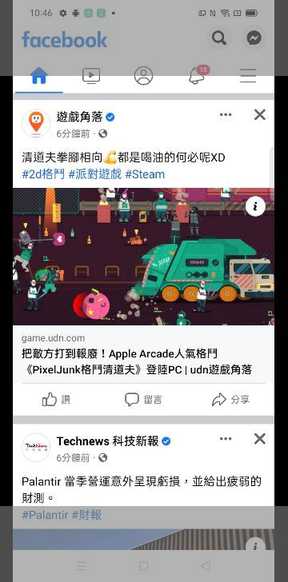 10:46
facebook
18
遊戲角落
6分鐘前
清道夫拳腳相向💪都是喝油的何必呢XD
#2d格鬥 #派對遊戲 #Steam
game.udn.com
把敵方打到報廢！Apple Arcade人氣格鬥
《PixelJunk格鬥清道夫》登陸PC | udn遊戲角落
讚 留言 分享
Technews 科技新報
6分鐘前
Palantir 當季營運意外呈現虧損，並給出疲弱的
財測。
#Palantir #財報